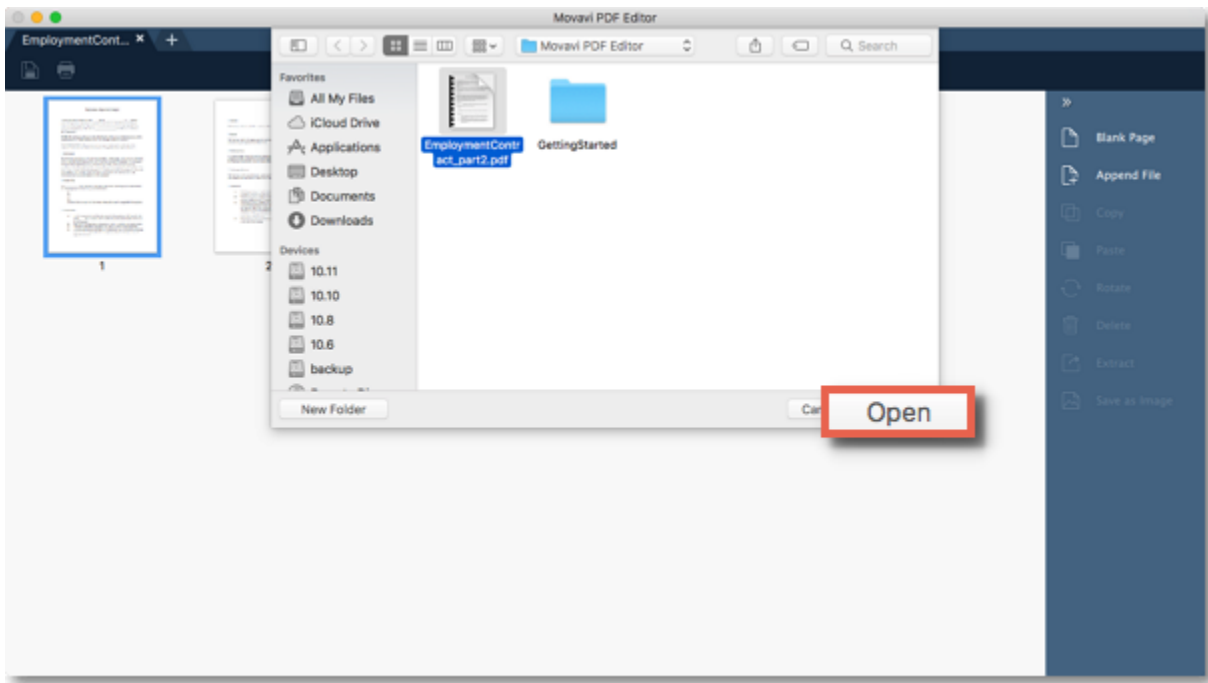 Movavi PDF Editor
EmploymentCont... × +
Movavi PDF Editor
Search
Favorites
All My Files
iCloud Drive
Applications
Desktop
Documents
Downloads
Devices
10.11
10.10
10.8
10.6
backup
EmploymentContr
act_part2.pdf
GettingStarted
New Folder
Open
1
2
Blank Page
Append File
Copy
Paste
Rotate
Delete
Extract
Save as Image